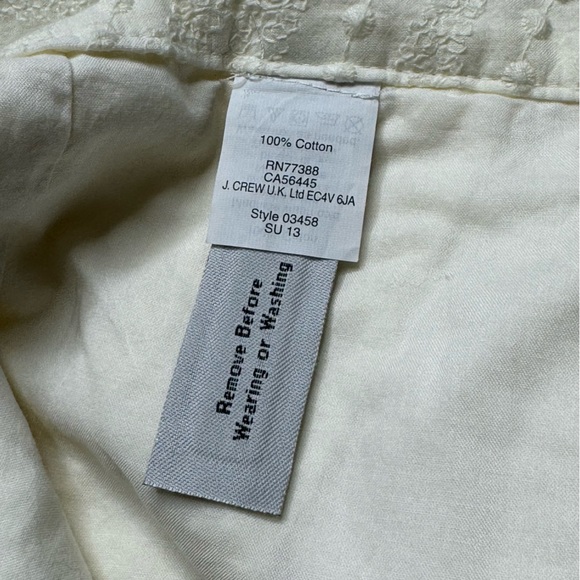 100% Cotton
RN77388
CA56445
J. CREW U.K. Ltd EC4V 6JA
Style 03458
SU 13
Remove Before
Wearing or Washing